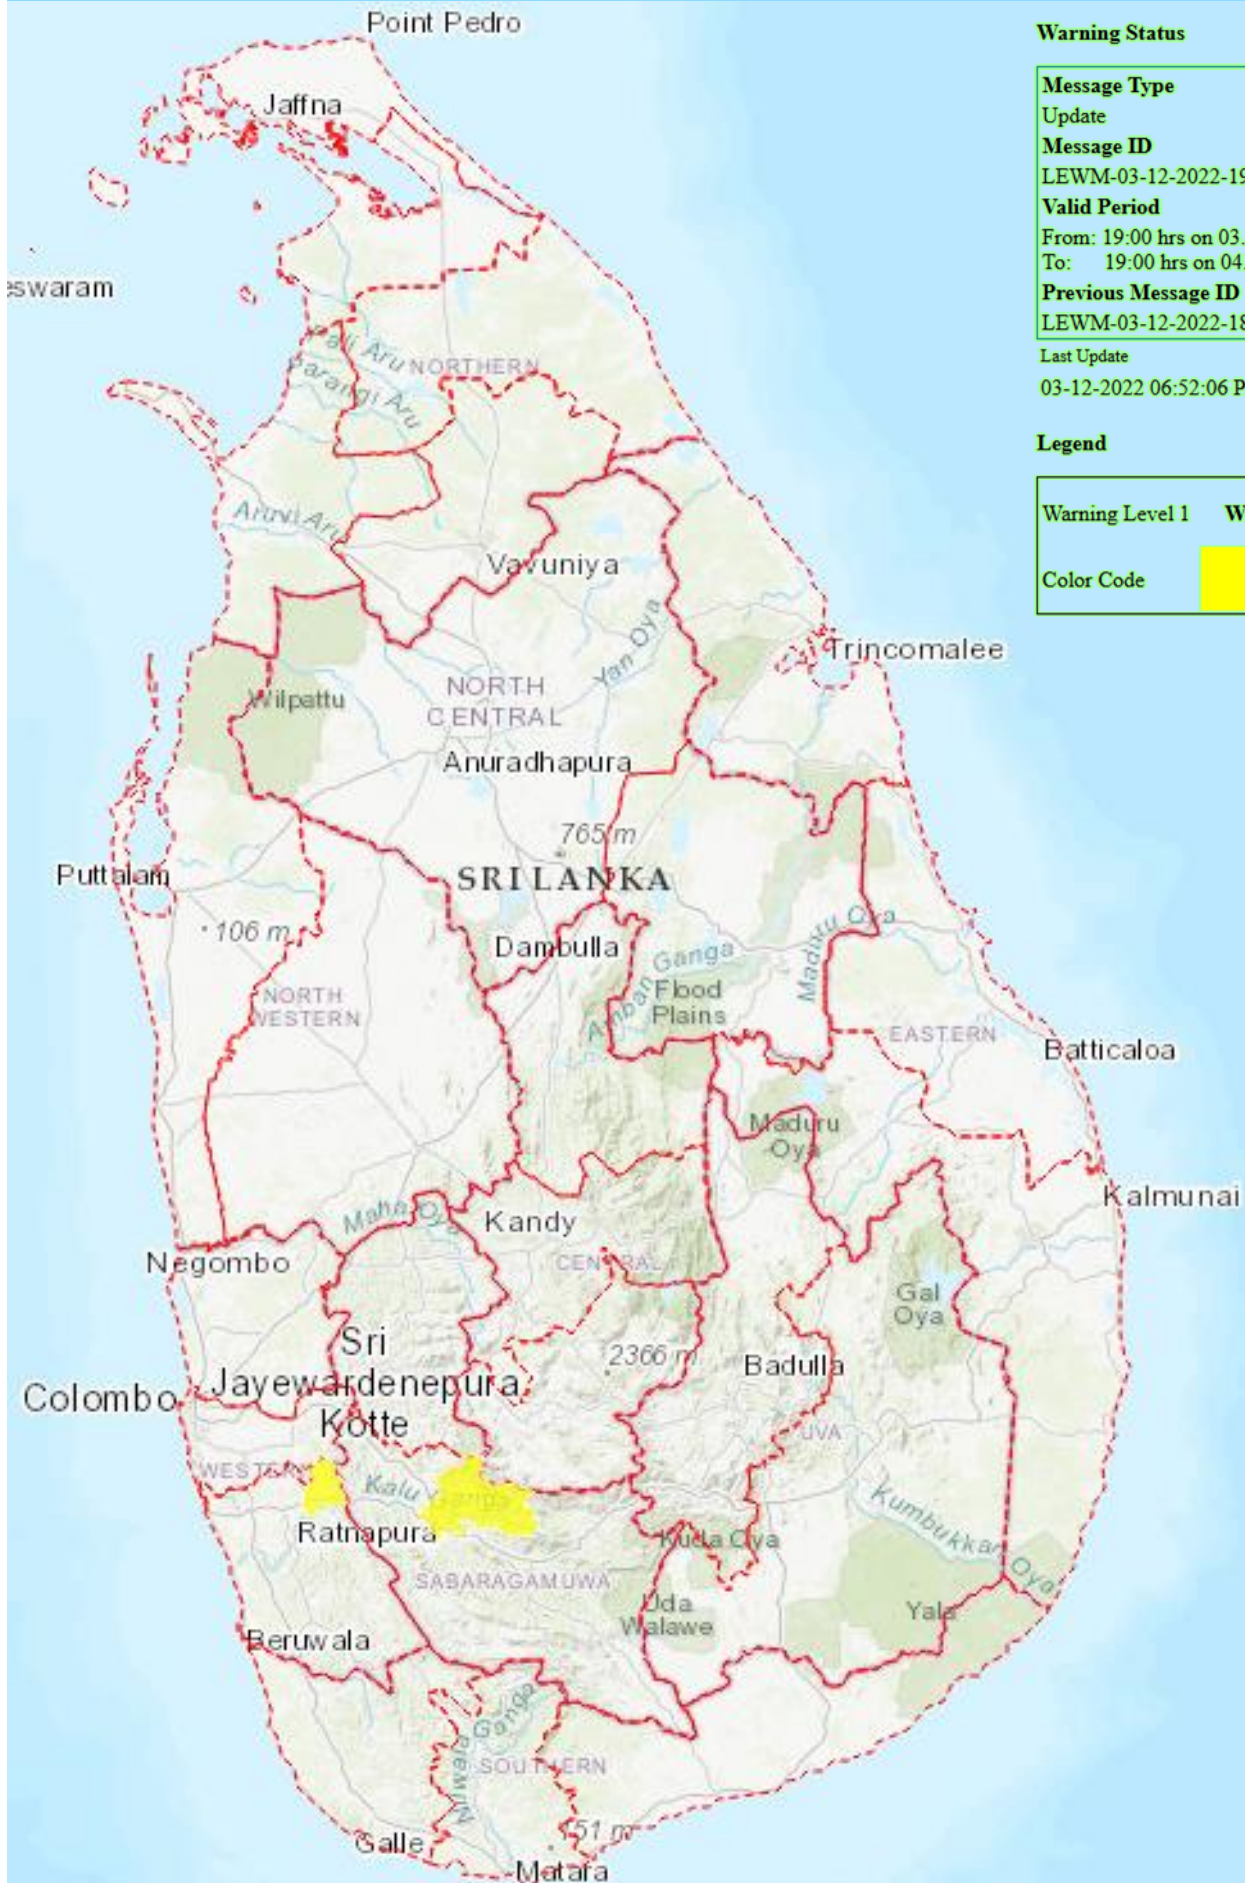 Point Pedro
Jaffna
eswaram
Pali Aru
Parangi Aru
NORTHERN
Aruvi Aru
Vavuniya
Yan Oya
Trincomalee
Wilpattu
NORTH
CENTRAL
Anuradhapura
765 m
Puttalam
SRI LANKA
106 m
Dambulla
Amban Ganga
Maduru Oya
Flood
Plains
NORTH
WESTERN
EASTERN
Batticaloa
Maduru
Oya
Maha Oya
Kandy
Kalmunai
Negombo
CENTRAL
Gal
Oya
Sri
Jayewardenepura
Kotte
2366 m
Badulla
Colombo
UVA
WESTERN
Kalu Ganga
Kumbukkan Oya
Ratnapura
Kuda Oya
SABARAGAMUWA
Uda
Walawe
Yala
Beruwala
Nilwala Ganga
SOUTHERN
151 m
Galle
Matara
Warning Status
Message Type
Update
Message ID
LEWM-03-12-2022-19
Valid Period
From: 19:00 hrs on 03.
To: 19:00 hrs on 04.
Previous Message ID
LEWM-03-12-2022-18
Last Update
03-12-2022 06:52:06 P
Legend
Warning Level 1 W
Color Code